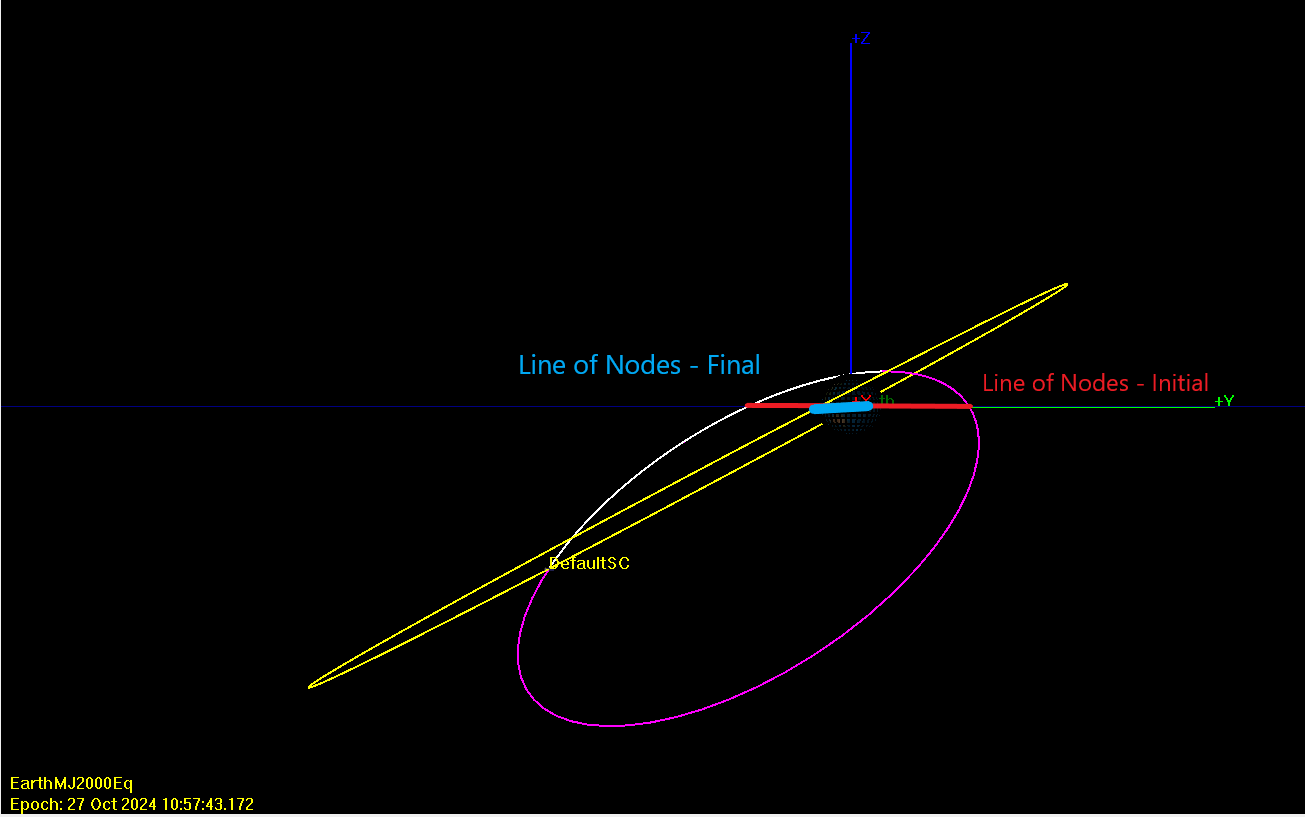 +Z
Line of Nodes - Final
Line of Nodes - Initial
+X
+Y
DefaultSC
EarthMJ2000Eq
Epoch: 27 Oct 2024 10:57:43.172